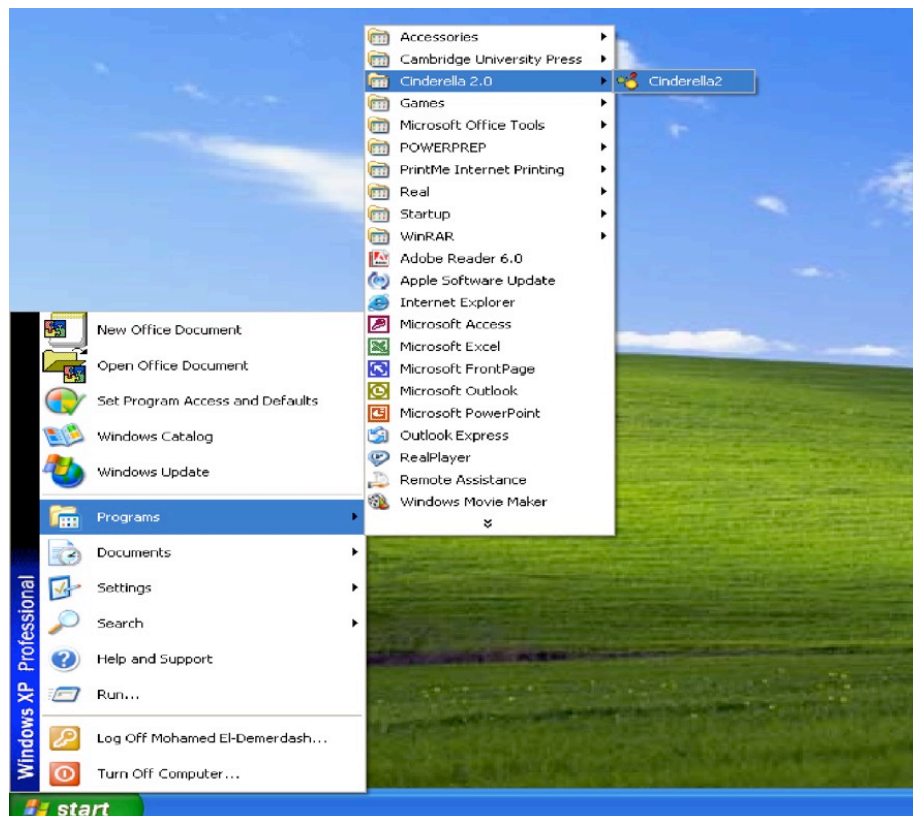 Accessories
Cambridge University Press
Cinderella 2.0
Cinderella2
Games
Microsoft Office Tools
POWERPREP
PrintMe Internet Printing
Real
Startup
WinRAR
Adobe Reader 6.0
Apple Software Update
Internet Explorer
Microsoft Access
Microsoft Excel
Microsoft FrontPage
Microsoft Outlook
Microsoft PowerPoint
Outlook Express
RealPlayer
Remote Assistance
Windows Movie Maker
New Office Document
Open Office Document
Set Program Access and Defaults
Windows Catalog
Windows Update
Programs
Documents
Settings
Search
Help and Support
Run...
Log Off Mohamed El-Demerdash...
Turn Off Computer...
Windows XP Professional
start